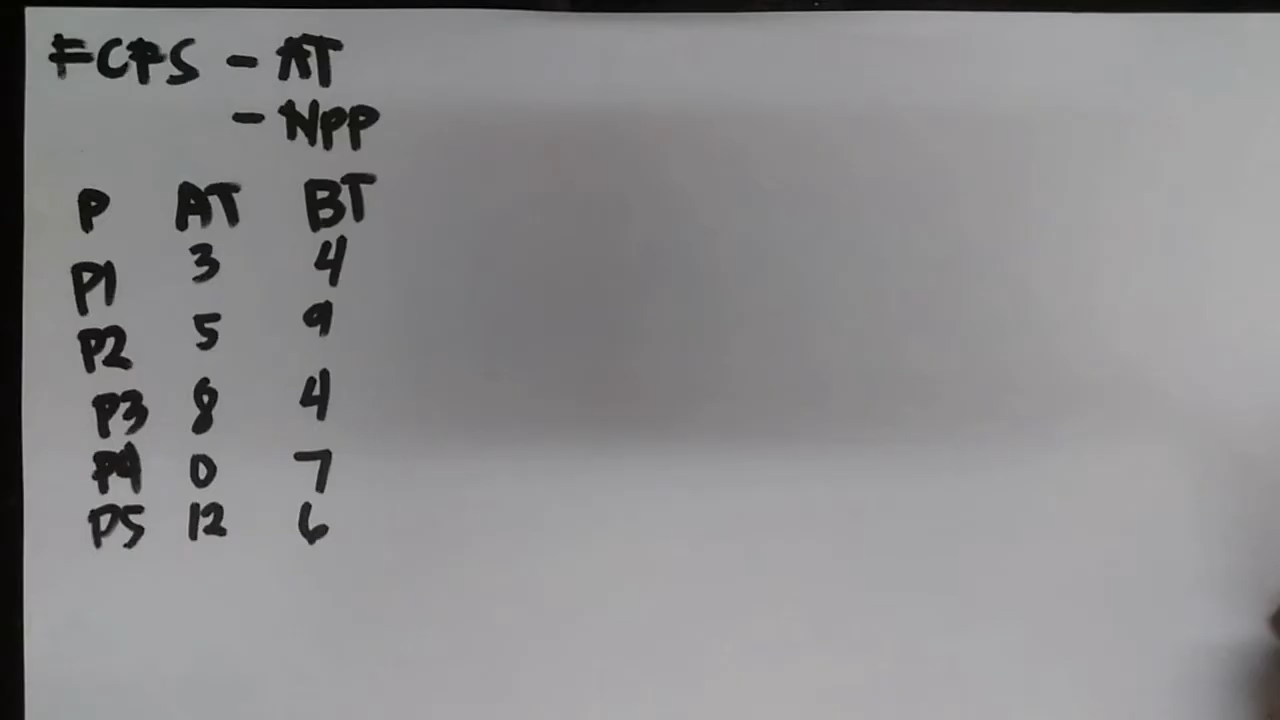 FCFS - AT
- NPP
P AT BT
P1 3 4
P2 5 9
P3 8 4
P4 0 7
P5 12 6